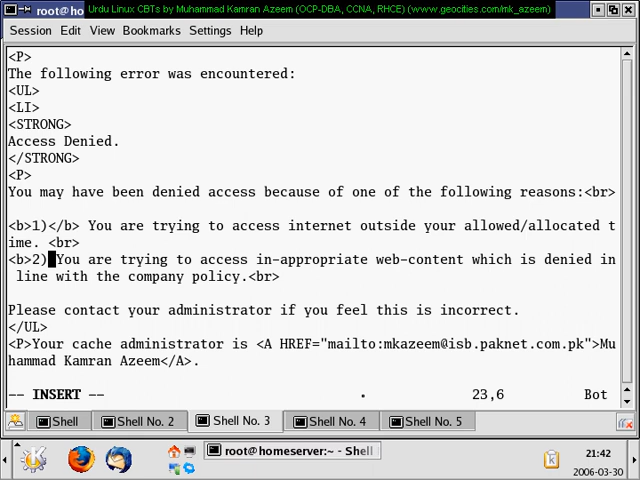 root@ho
Urdu Linux CBTs by Muhammad Kamran Azeem (OCP-DBA, CCNA, RHCE) (www.geocities.com/mk_azeem)
Session Edit View Bookmarks Settings Help
<P>
The following error was encountered:
<UL>
<LI>
<STRONG>
Access Denied.
</STRONG>
<P>
You may have been denied access because of one of the following reasons:<br>
<b>1)</b> You are trying to access internet outside your allowed/allocated t
ime. <br>
<b>2) You are trying to access in-appropriate web-content which is denied in
 line with the company policy.<br>
Please contact your administrator if you feel this is incorrect.
</UL>
<P>Your cache administrator is <A HREF="mailto:mkazeem@isb.paknet.com.pk">Mu
hammad Kamran Azeem</A>.
-- INSERT -- 23,6 Bot
Shell Shell No. 2 Shell No. 3 Shell No. 4 Shell No. 5
root@homeserver:~ - Shell
21:42
2006-03-30